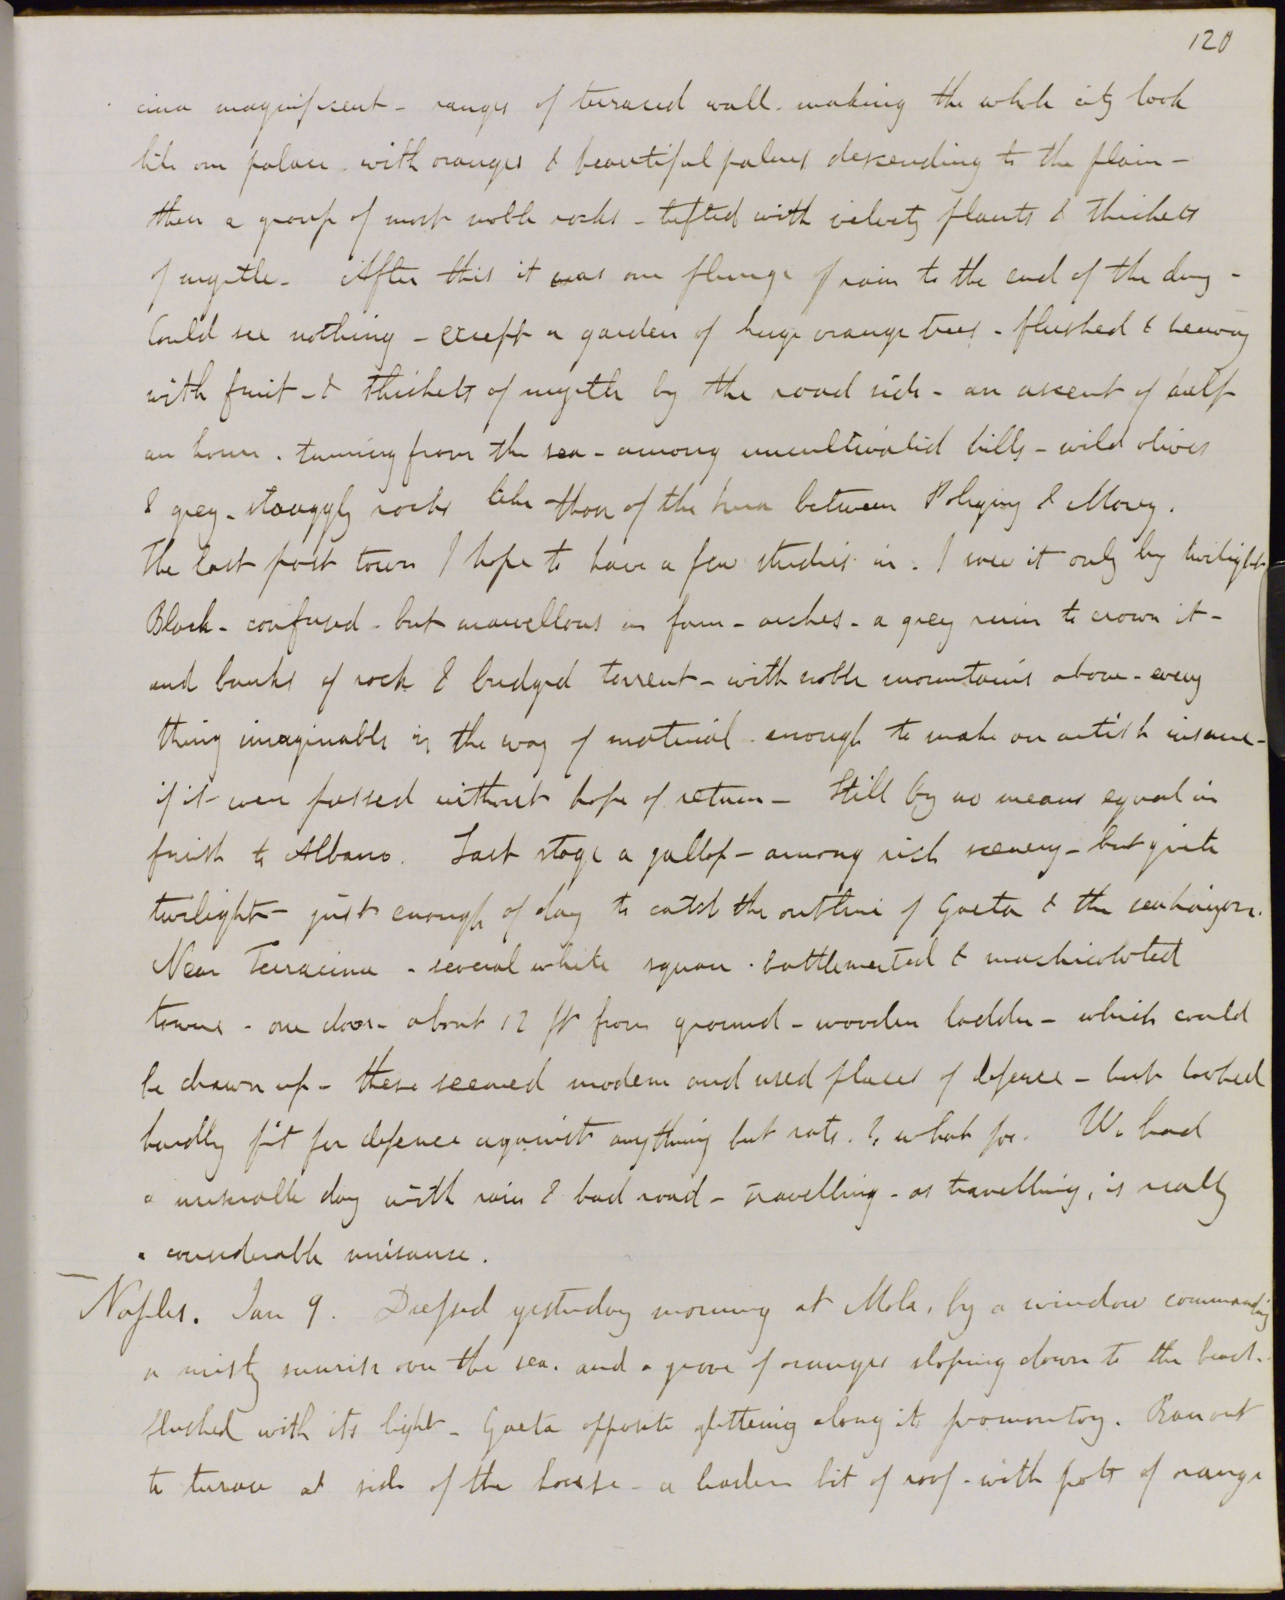 120
cina magnificent - ranges of terraced wall. making the whole city look
like one palace. with oranges & beautiful palms descending to the plain -
then a group of most noble rocks - tufted with velvety plants & thickets
of myrtle - After this it was one plunge of rain to the end of the day -
Could see nothing - except a garden of huge orange trees - flushed & heavy
with fruit - & thickets of myrtle by the road side - an ascent of half
an hour. turning from the sea - among uncultivated hills - wild olives
& grey - straggly rocks like those of the Jura between Poligny & Morez.
The last post town I hope to have a few studies in. I saw it only by twilight
Black - confused - but marvellous in form - arches - a grey ruin to crown it -
and banks of rock & bridged torrent - with noble mountains above - every
thing imaginable in the way of material. enough to make an artist insane -
if it were passed without hope of return - Still by no means equal in
finish to Albano. Last stage a gallop - among rich scenery - but quite
twilight - just enough of day to catch the outline of Gaeta & the sea horizon.
Near Terracina - several white square. battlemented & machicolated
towers - one door - about 12 ft from ground - wooden ladder - which could
be drawn up - these seemed modern and used places of defence - but looked
hardly fit for defence against anything but rats. & what for. We had
a miserable day with rain & bad road - travelling - as travelling, is really
a considerable nuisance.
Naples. Jan 9. Dressed yesterday morning at Mola, by a window commanding
a misty sunrise over the sea. and a grove of oranges sloping down to the beach.
flushed with its light - Gaeta opposite glittering along its promontory. Ran out
to terrace at side of the house - a leaden bit of roof - with pots of orange